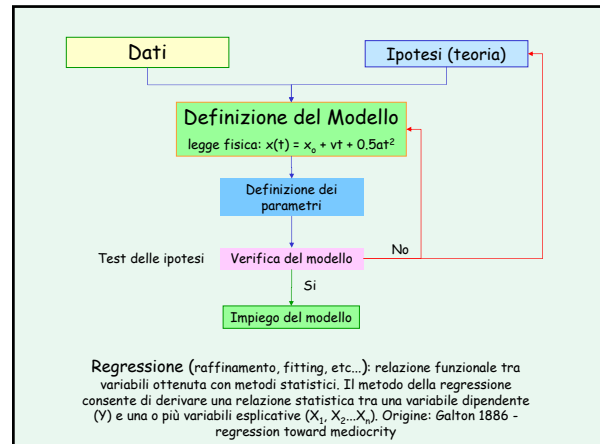 Dati
Ipotesi (teoria)
Definizione del Modello
legge fisica: x(t) = xₒ + vt + 0.5at²
Definizione dei
parametri
Test delle ipotesi
Verifica del modello
No
Si
Impiego del modello
Regressione (raffinamento, fitting, etc...): relazione funzionale tra
variabili ottenuta con metodi statistici. Il metodo della regressione
consente di derivare una relazione statistica tra una variabile dipendente
(Y) e una o più variabili esplicative (X₁, X₂...Xₙ). Origine: Galton 1886 -
regression toward mediocrity